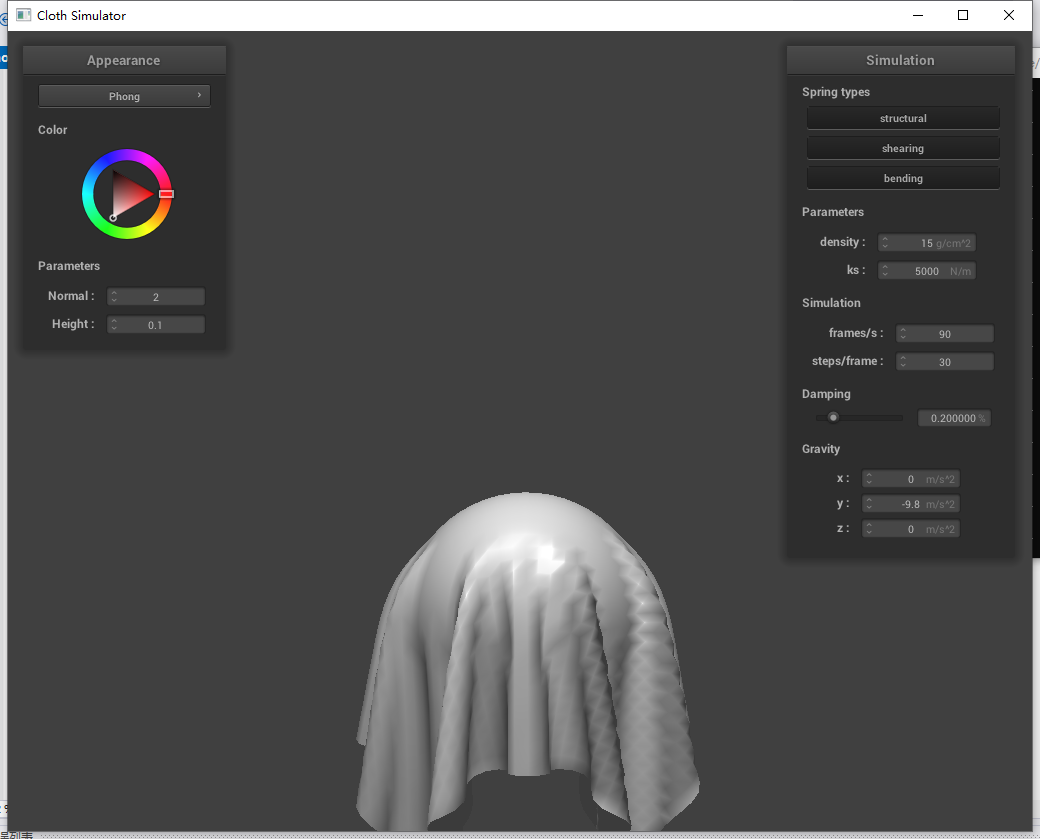 Cloth Simulator
Appearance
Phong
Color
Parameters
Normal : 2
Height : 0.1
Simulation
Spring types
structural
shearing
bending
Parameters
density : 15 g/cm^2
ks : 5000 N/m
Simulation
frames/s : 90
steps/frame : 30
Damping
0.200000 %
Gravity
x : 0 m/s^2
y : -9.8 m/s^2
z : 0 m/s^2